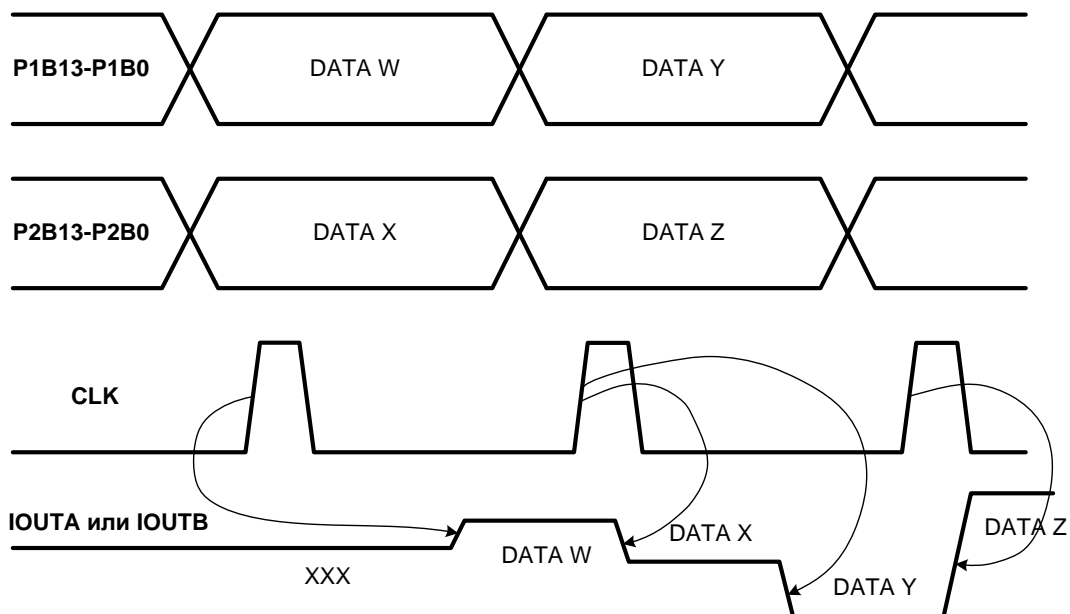 P1B13-P1B0 DATA W DATA Y
P2B13-P2B0 DATA X DATA Z
CLK
IOUTA или IOUTB
XXX
DATA W
DATA X
DATA Y
DATA Z